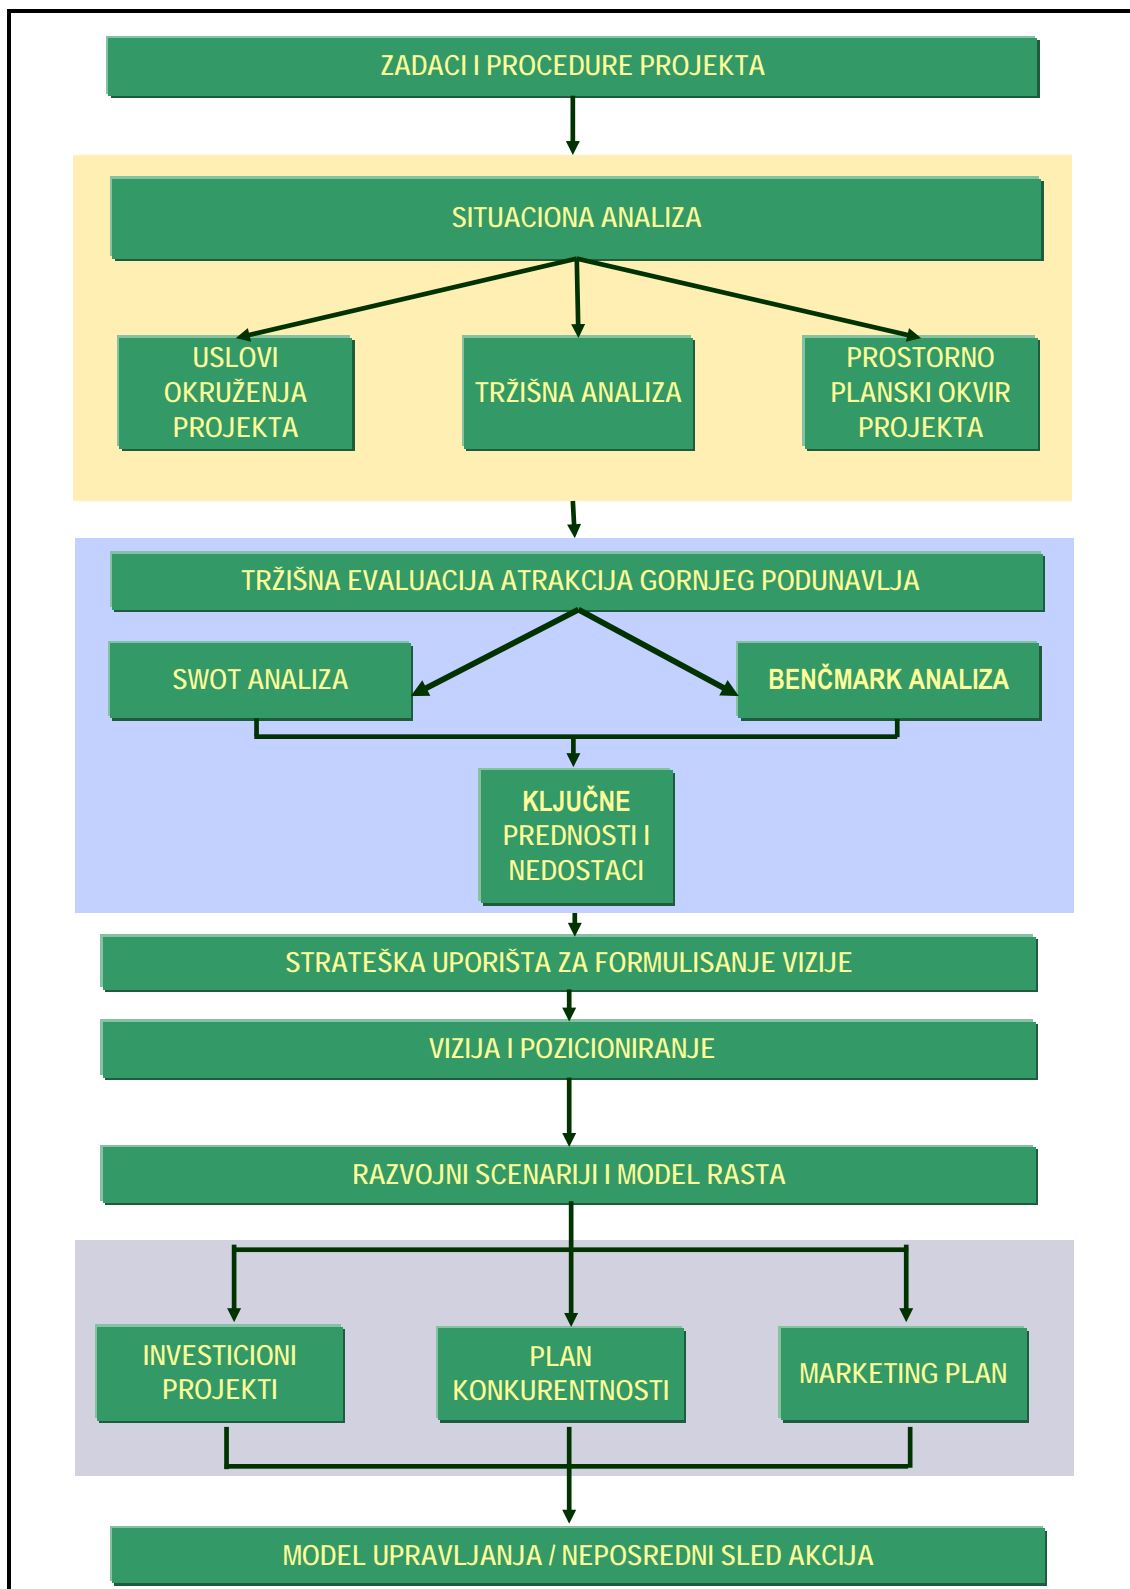 ZADACI I PROCEDURE PROJEKTA
SITUACIONA ANALIZA
USLOVI
OKRUŽENJA
PROJEKTA
TRŽIŠNA ANALIZA
PROSTORNO
PLANSKI OKVIR
PROJEKTA
TRŽIŠNA EVALUACIJA ATRAKCIJA GORNJEG PODUNAVLJA
SWOT ANALIZA
BENČMARK ANALIZA
KLJUČNE
PREDNOSTI I
NEDOSTACI
STRATEŠKA UPORIŠTA ZA FORMULISANJE VIZIJE
VIZIJA I POZICIONIRANJE
RAZVOJNI SCENARIJI I MODEL RASTA
INVESTICIONI
PROJEKTI
PLAN
KONKURENTNOSTI
MARKETING PLAN
MODEL UPRAVLJANJA / NEPOSREDNI SLED AKCIJA